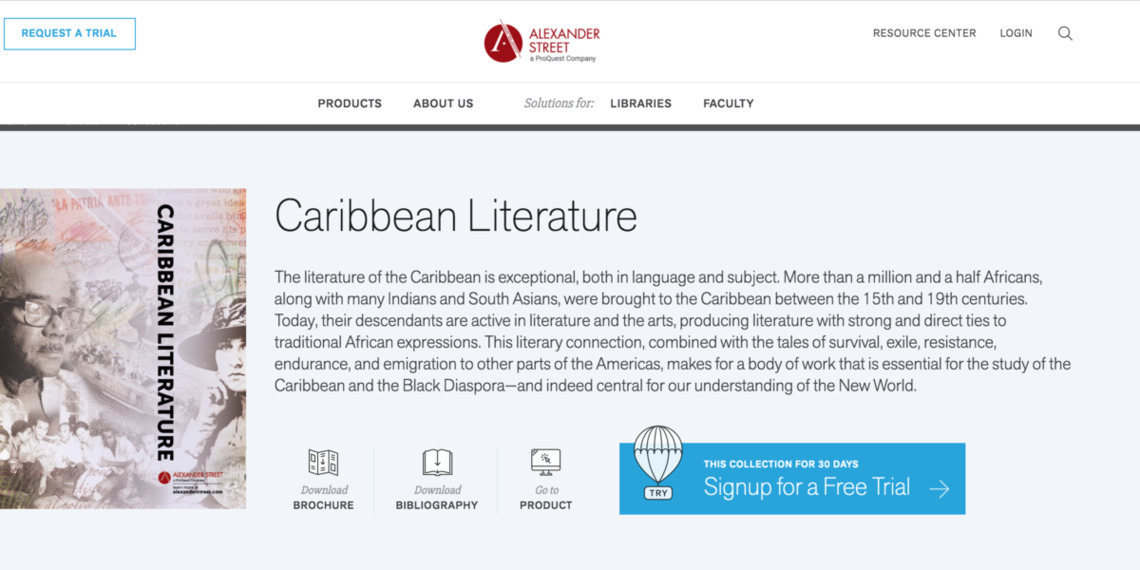 REQUEST A TRIAL
ALEXANDER
STREET
a ProQuest Company
RESOURCE CENTER
LOGIN
PRODUCTS
ABOUT US
Solutions for:
LIBRARIES
FACULTY
LA PATRIA ANTE
a great idea
CARIBBEAN LITERATURE
ALEXANDER STREET
a ProQuest Company
alexanderstreet.com
Caribbean Literature
The literature of the Caribbean is exceptional, both in language and subject. More than a million and a half Africans,
along with many Indians and South Asians, were brought to the Caribbean between the 15th and 19th centuries.
Today, their descendants are active in literature and the arts, producing literature with strong and direct ties to
traditional African expressions. This literary connection, combined with the tales of survival, exile, resistance,
endurance, and emigration to other parts of the Americas, makes for a body of work that is essential for the study of the
Caribbean and the Black Diaspora—and indeed central for our understanding of the New World.
Download
BROCHURE
Download
BIBLIOGRAPHY
Go to
PRODUCT
TRY
THIS COLLECTION FOR 30 DAYS
Signup for a Free Trial